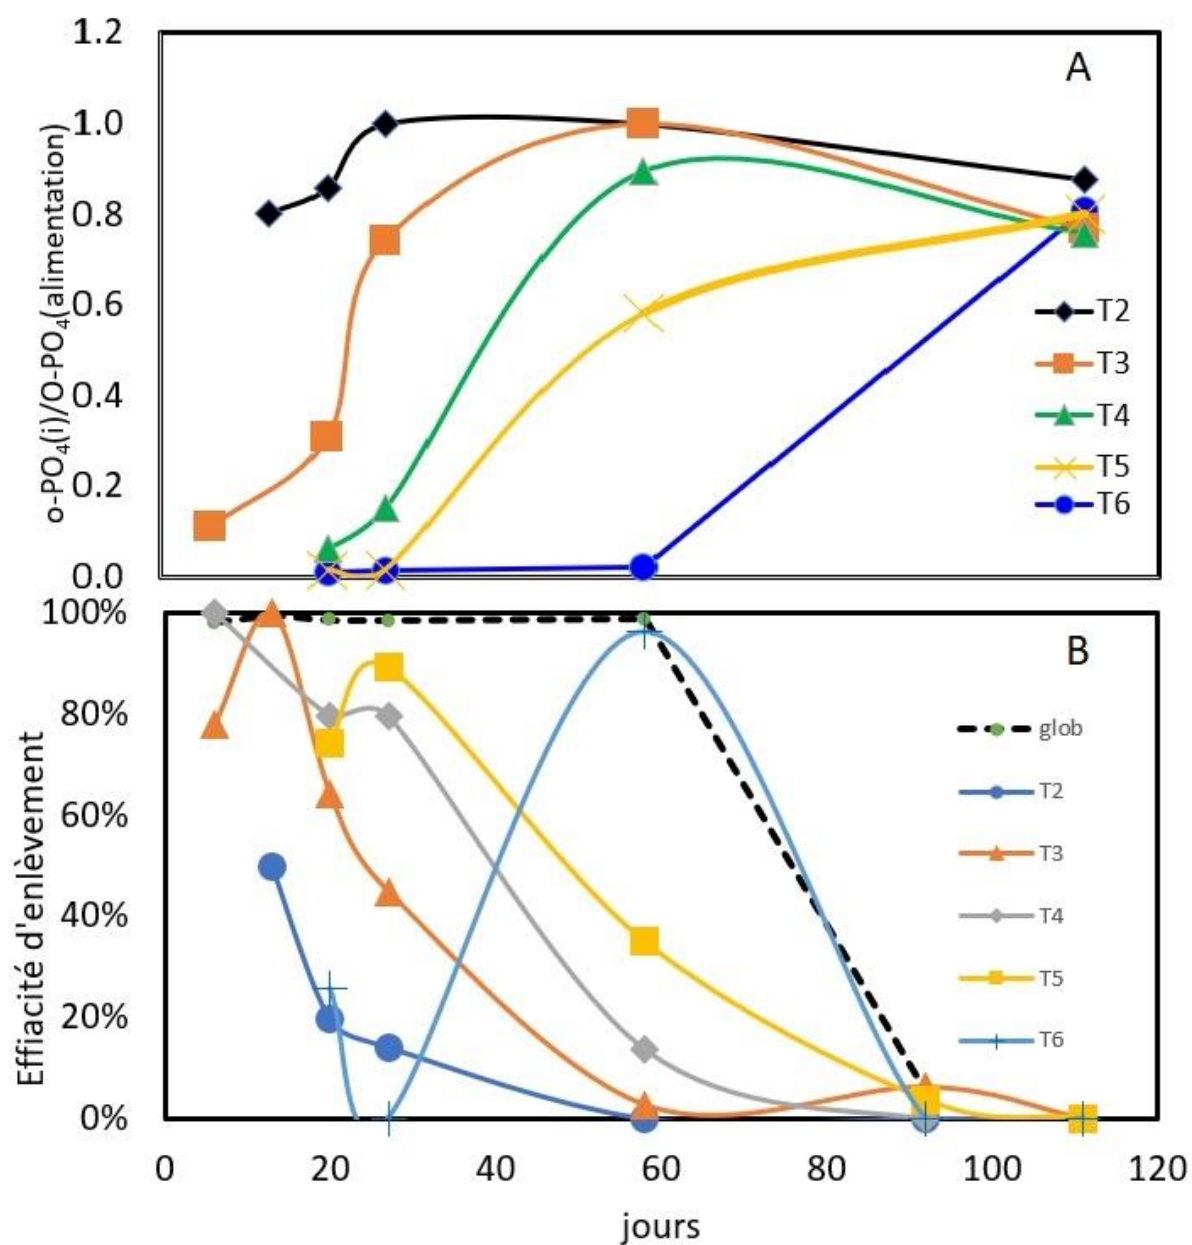 1.2
A
1.0
0.8
0.6
0.4
0.2
0.0
o-PO₄(i)/O-PO₄(alimentation)
T2
T3
T4
T5
T6
100%
B
80%
60%
40%
20%
0%
Effiacité d'enlèvement
glob
T2
T3
T4
T5
T6
0 20 40 60 80 100 120
jours